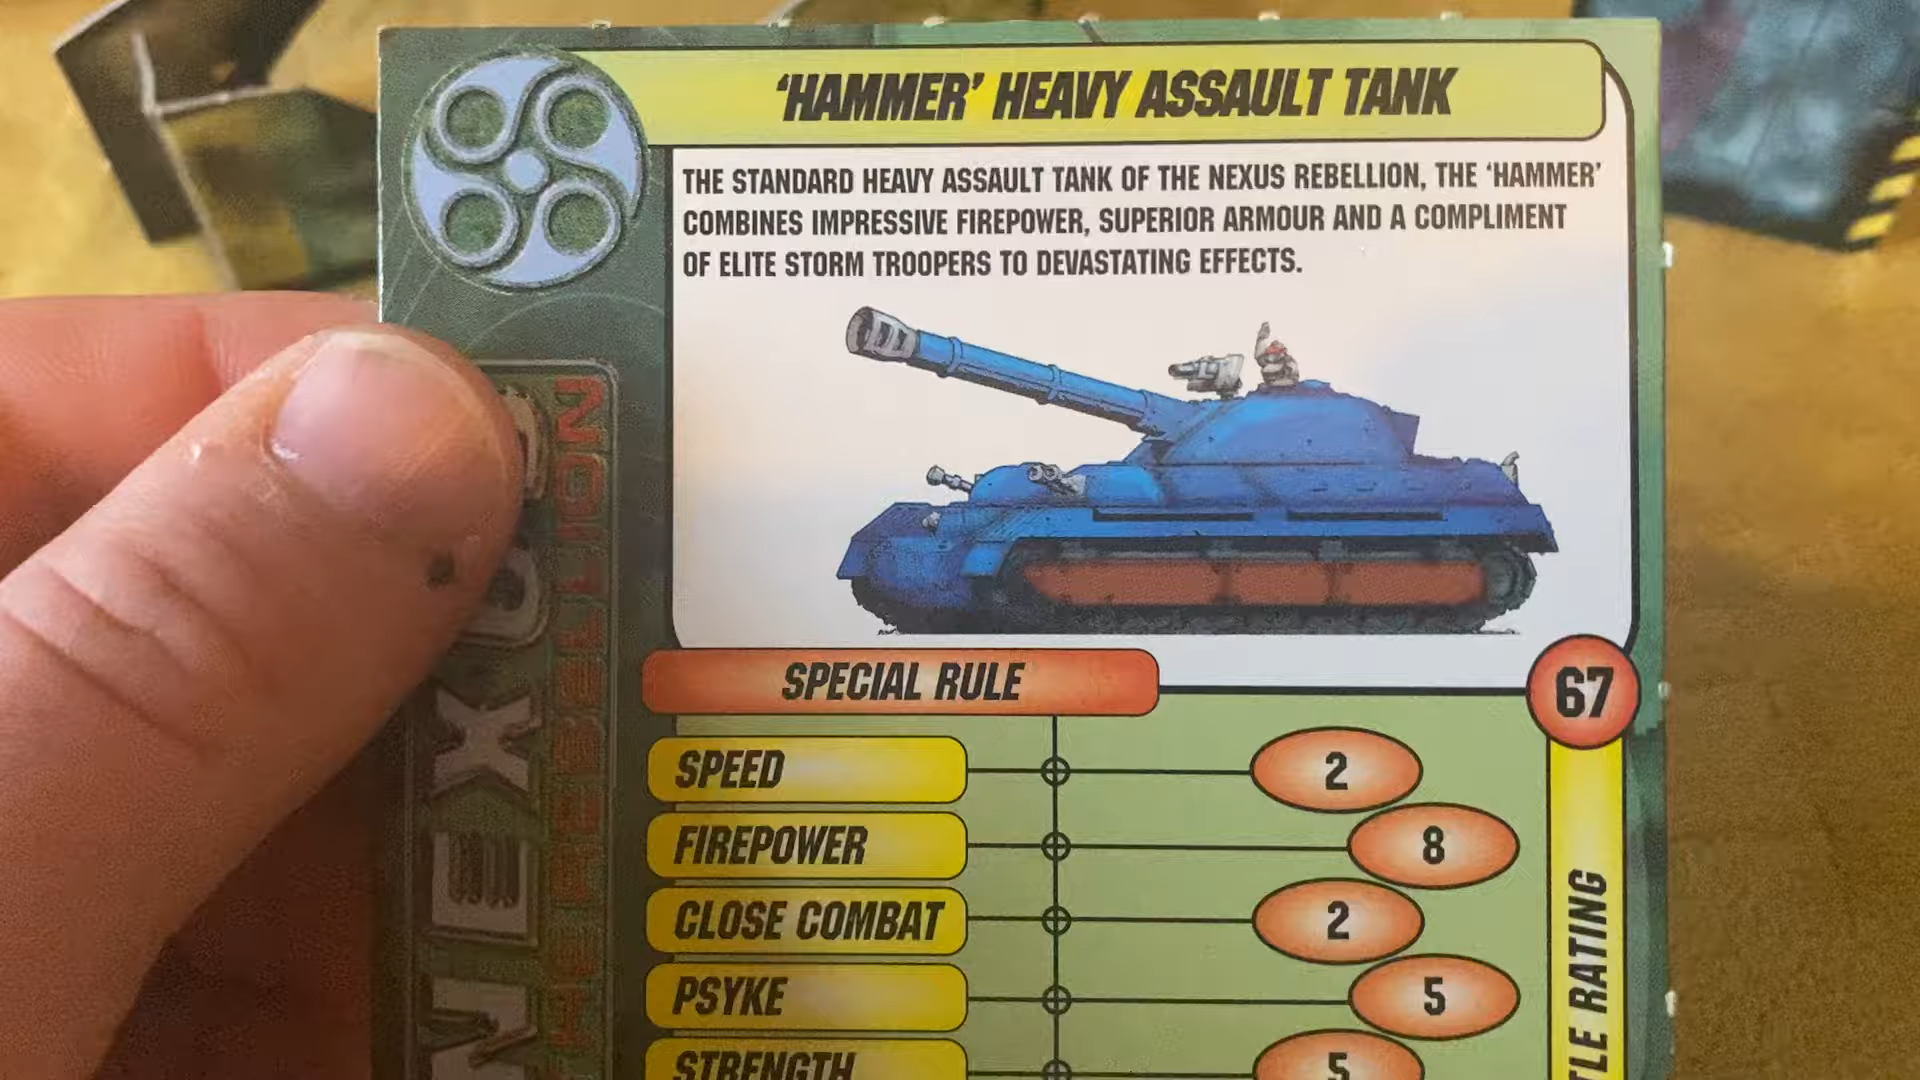 'HAMMER' HEAVY ASSAULT TANK
THE STANDARD HEAVY ASSAULT TANK OF THE NEXUS REBELLION, THE 'HAMMER'
COMBINES IMPRESSIVE FIREPOWER, SUPERIOR ARMOUR AND A COMPLIMENT
OF ELITE STORM TROOPERS TO DEVASTATING EFFECTS.
SPECIAL RULE
67
SPEED 2
FIREPOWER 8
CLOSE COMBAT 2
PSYKE 5
STRENGTH 5
RATING